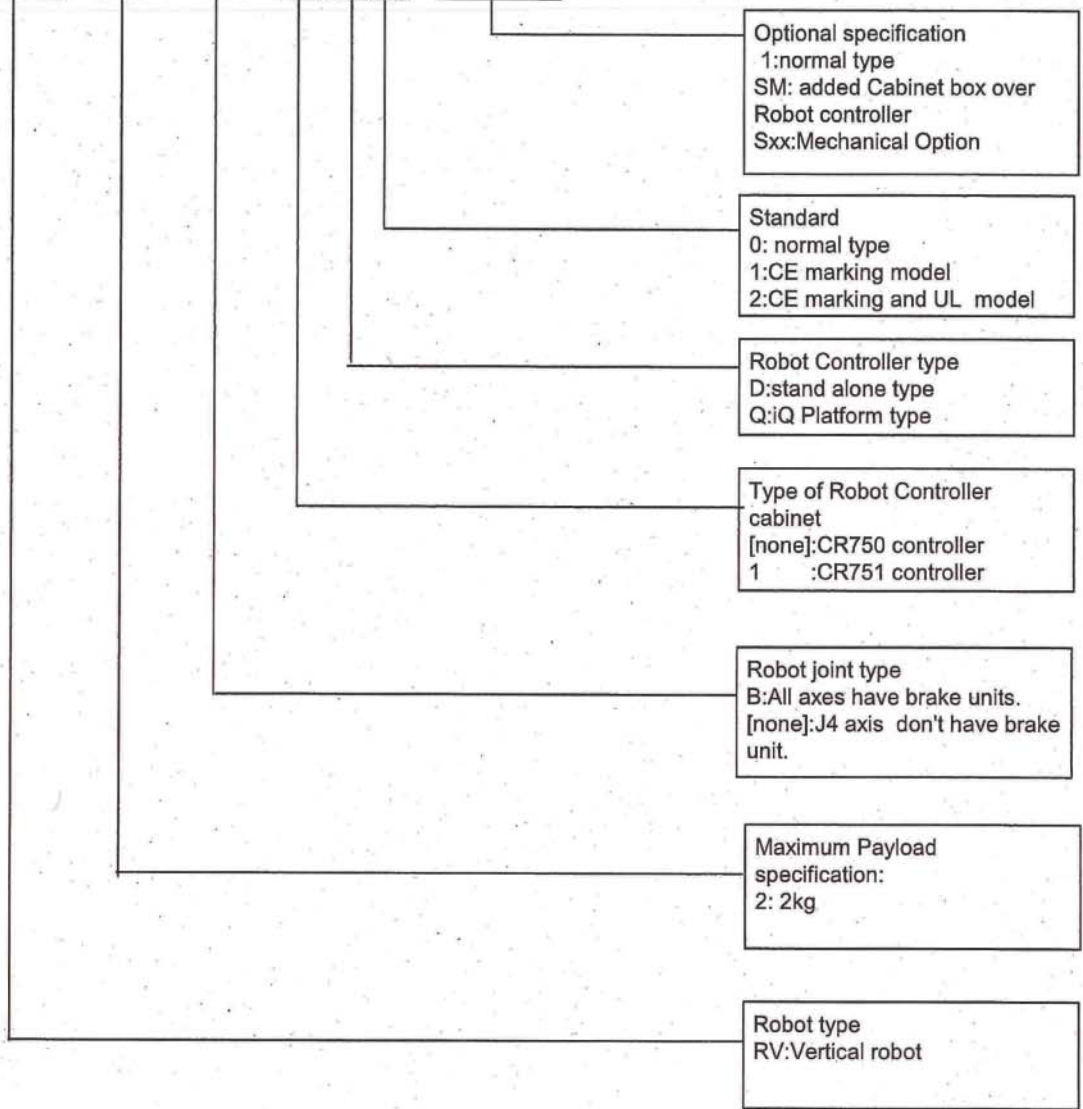 Optional specification
1:normal type
SM: added Cabinet box over
Robot controller
Sxx:Mechanical Option
Standard
0: normal type
1:CE marking model
2:CE marking and UL model
Robot Controller type
D:stand alone type
Q:iQ Platform type
Type of Robot Controller
cabinet
[none]:CR750 controller
1 :CR751 controller
Robot joint type
B:All axes have brake units.
[none]:J4 axis don't have brake
unit.
Maximum Payload
specification:
2: 2kg
Robot type
RV:Vertical robot